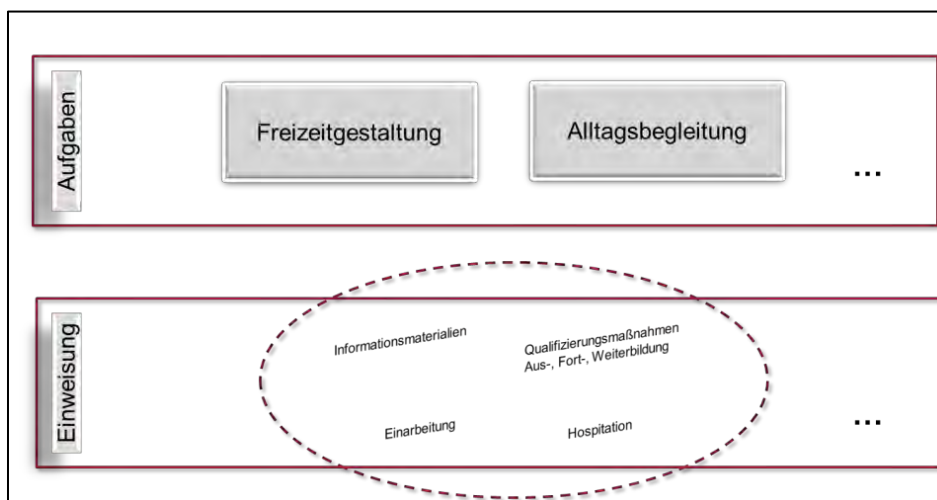 Aufgaben
Freizeitgestaltung
Alltagsbegleitung
...
Einweisung
Informationsmaterialien
Qualifizierungsmaßnahmen
Aus-, Fort-, Weiterbildung
Einarbeitung
Hospitation
...